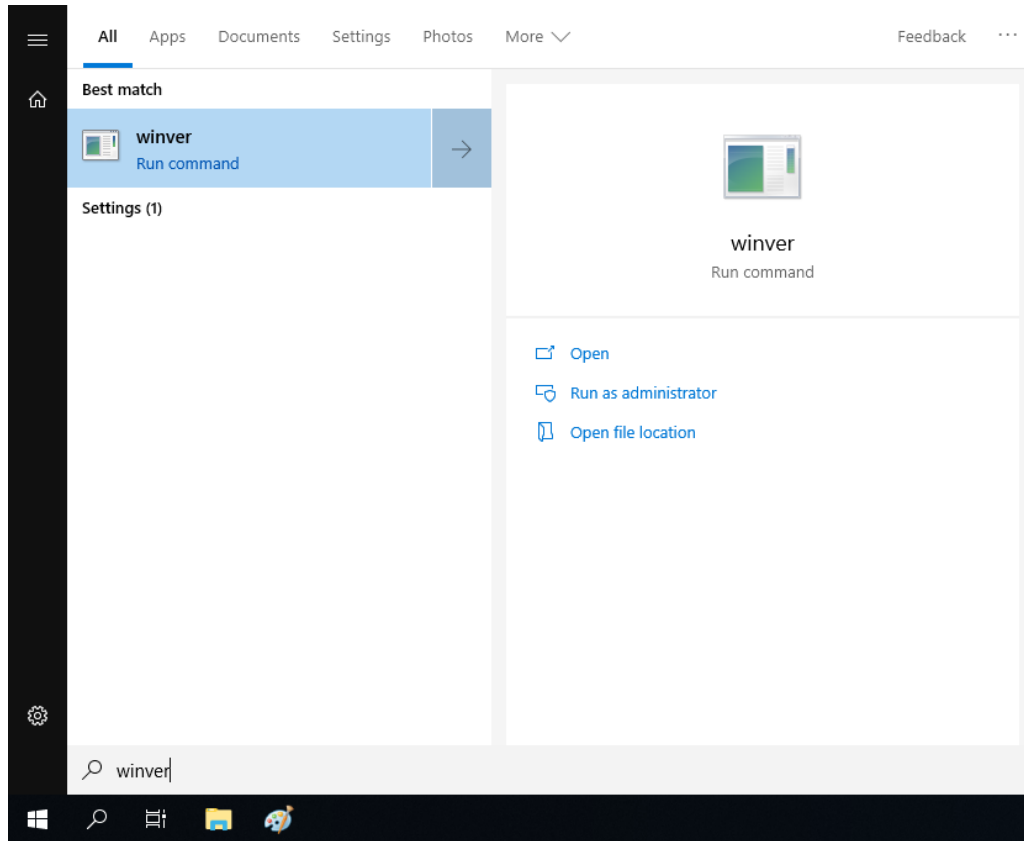 All Apps Documents Settings Photos More Feedback ...
Best match
winver
Run command
Settings (1)
winver
Run command
Open
Run as administrator
Open file location
winver